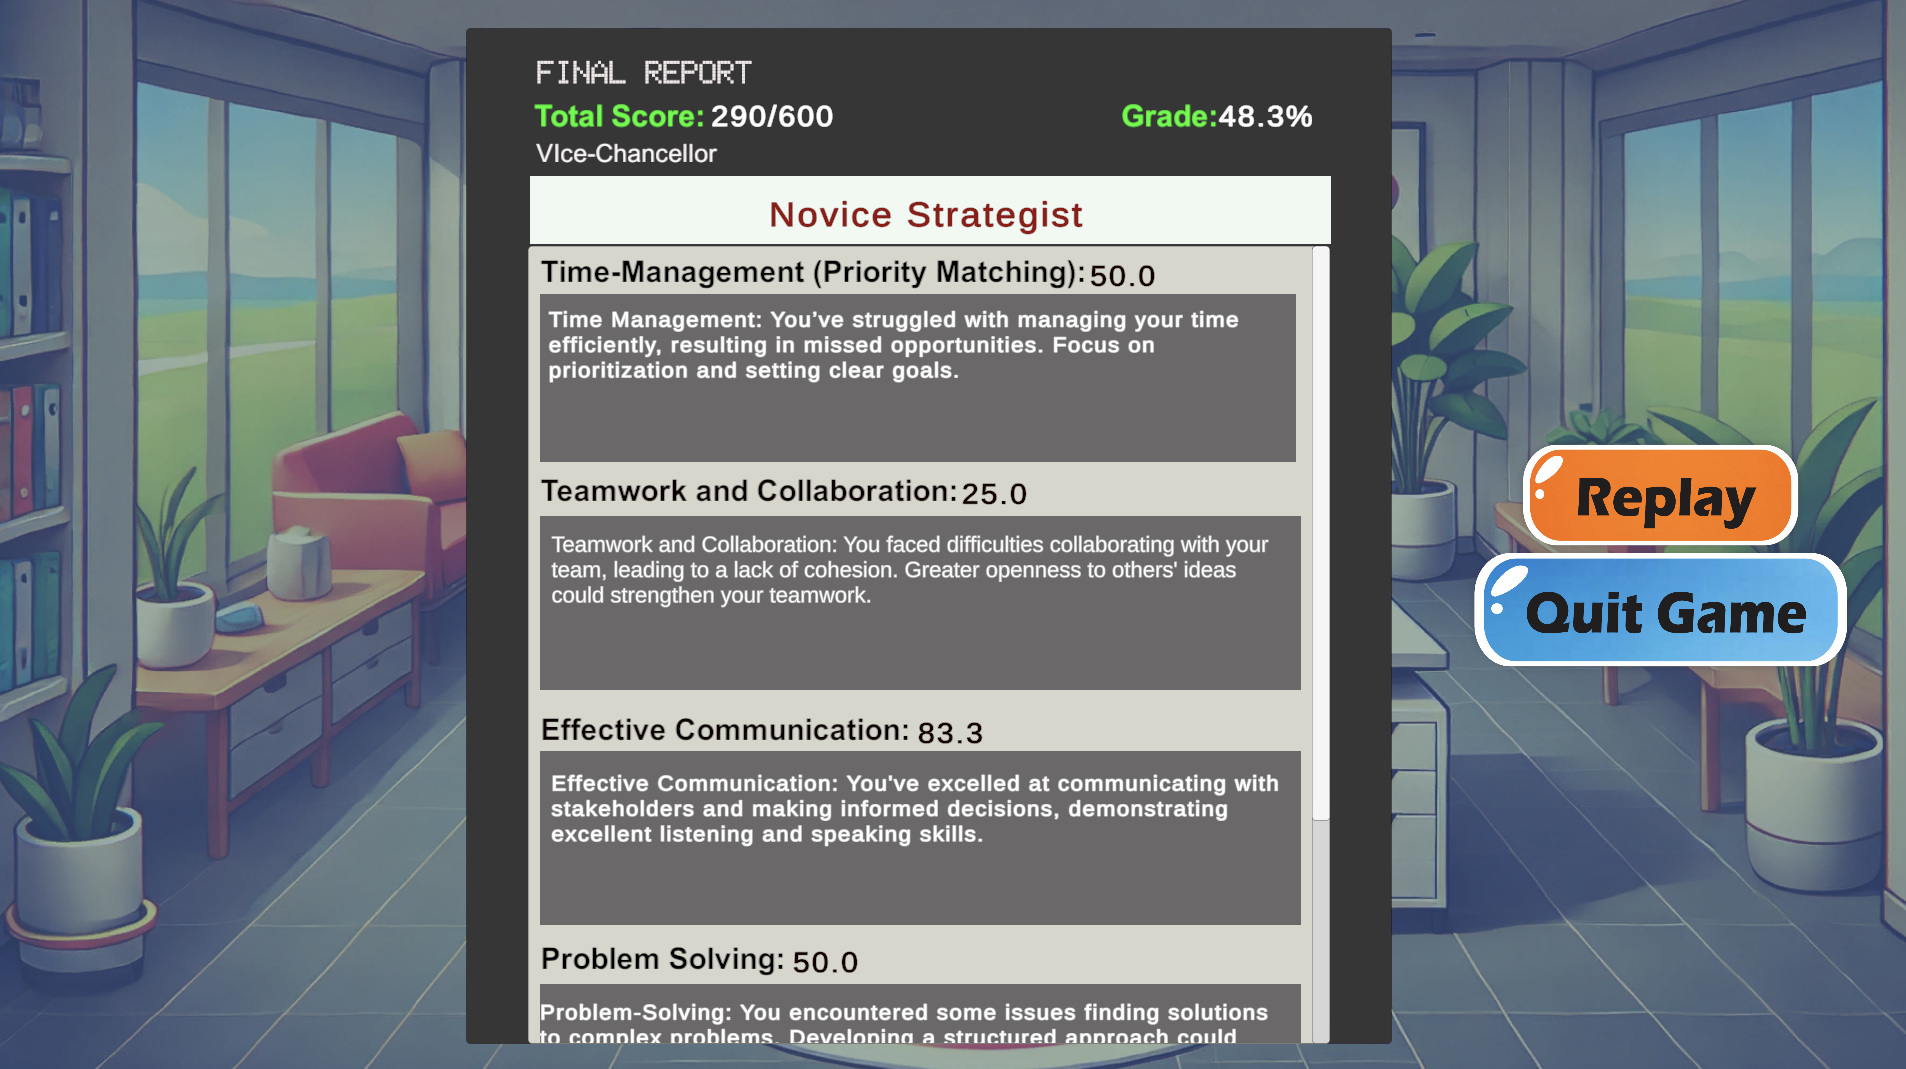 FINAL REPORT
Total Score: 290/600
Grade:48.3%
VIce-Chancellor
Novice Strategist
Time-Management (Priority Matching): 50.0
Time Management: You’ve struggled with managing your time
efficiently, resulting in missed opportunities. Focus on
prioritization and setting clear goals.
Teamwork and Collaboration: 25.0
Teamwork and Collaboration: You faced difficulties collaborating with your
team, leading to a lack of cohesion. Greater openness to others' ideas
could strengthen your teamwork.
Effective Communication: 83.3
Effective Communication: You've excelled at communicating with
stakeholders and making informed decisions, demonstrating
excellent listening and speaking skills.
Problem Solving: 50.0
Problem-Solving: You encountered some issues finding solutions
to complex problems. Developing a structured approach could
Replay
Quit Game